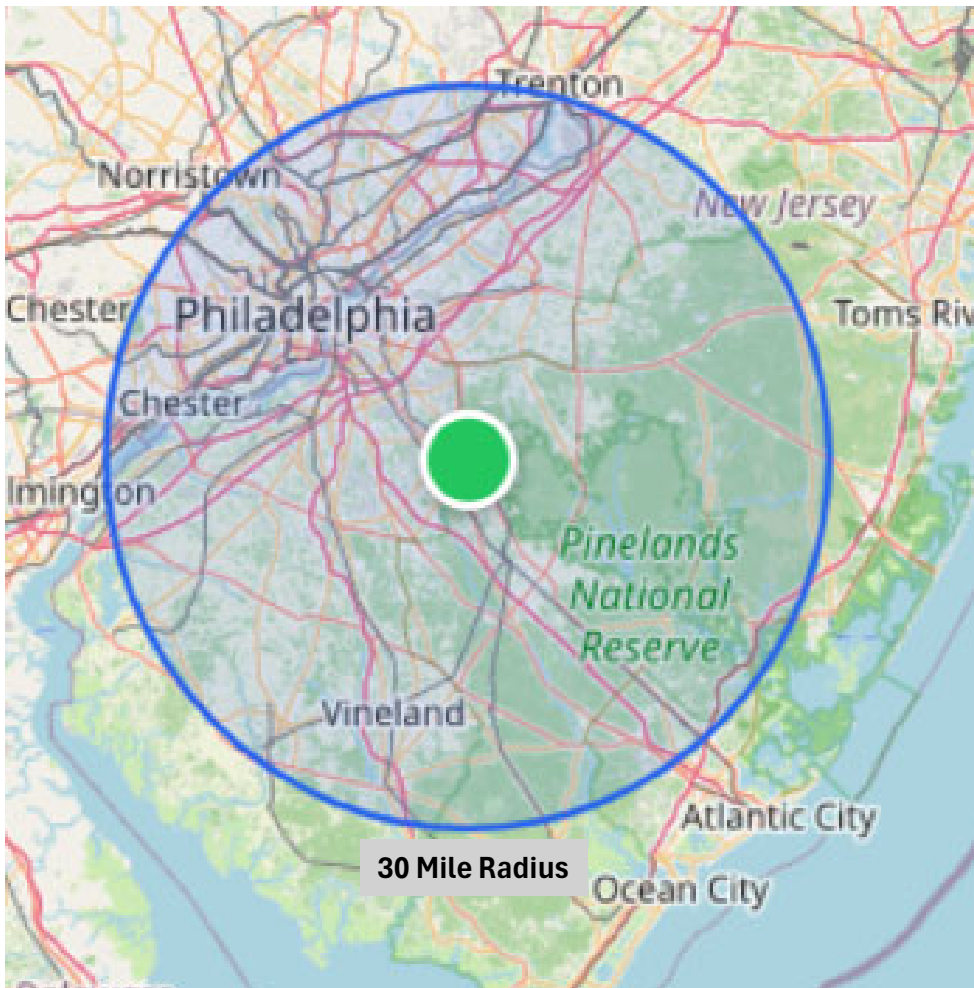 Trenton
Norristown
New Jersey
Chester
Philadelphia
Toms Riv
Chester
lmington
Pinelands
National
Reserve
Vineland
Atlantic City
30 Mile Radius
Ocean City